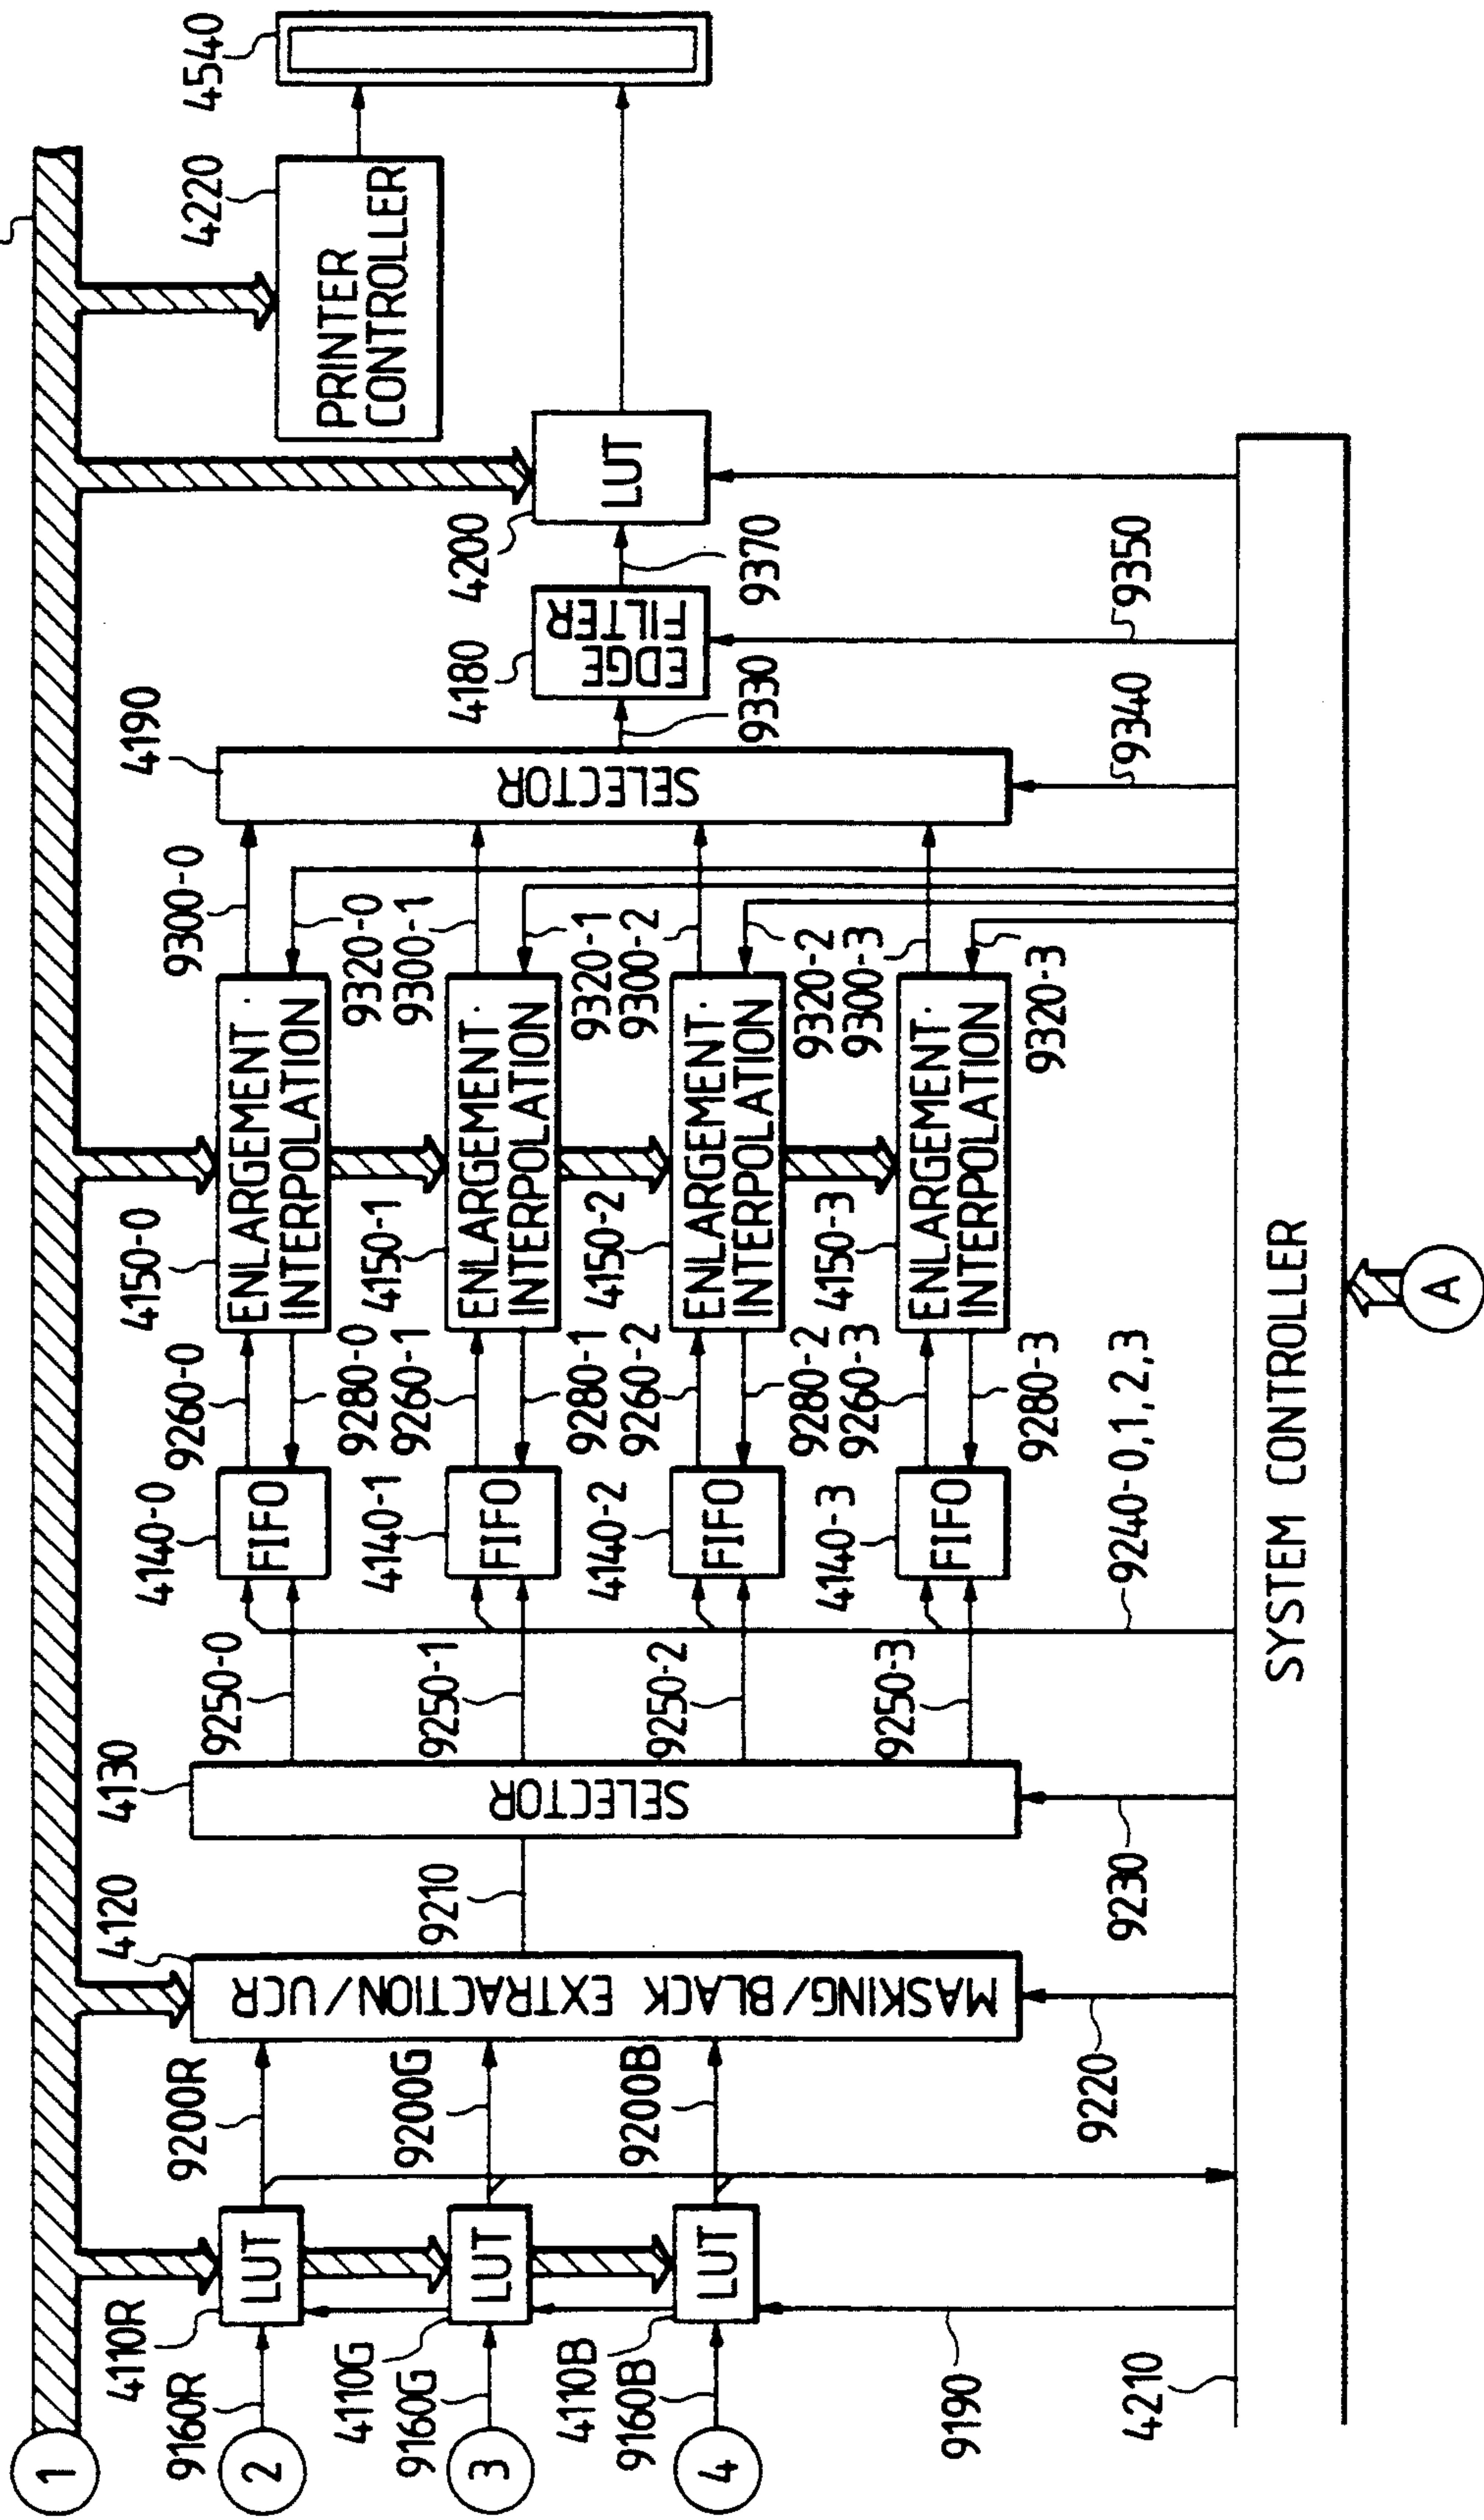 1
4540
4220
PRINTER
CONTROLLER
4200
LUT
9370
4180
EDGE
FILTER
9330
9350
4190
SELECTOR
9340
9300-0
9320-0
9300-1
9320-1
9300-2
9320-2
9300-3
9320-3
4150-0
ENLARGEMENT·
INTERPOLATION
4150-1
ENLARGEMENT·
INTERPOLATION
4150-2
ENLARGEMENT·
INTERPOLATION
4150-3
ENLARGEMENT·
INTERPOLATION
9260-0
9280-0
9260-1
9280-1
9260-2
9280-2
9260-3
9280-3
4140-0
FIFO
4140-1
FIFO
4140-2
FIFO
4140-3
FIFO
9240-0,1,2,3
9250-0
9250-1
9250-2
9250-3
4130
SELECTOR
9230
9210
4120
MASKING/BLACK EXTRACTION/UCR
9220
9200R
9200G
9200B
4110R
LUT
4110G
LUT
4110B
LUT
9160R
2
9160G
3
9160B
4
9190
4210
SYSTEM CONTROLLER
A